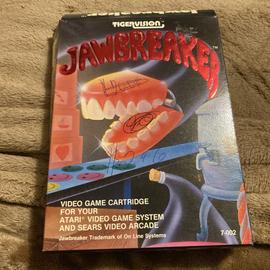 TIGERVISION
JAWBREAKER
VIDEO GAME CARTRIDGE
FOR YOUR
ATARI® VIDEO GAME SYSTEM
AND SEARS VIDEO ARCADE
Jawbreaker Trademark of On Line Systems
7-002